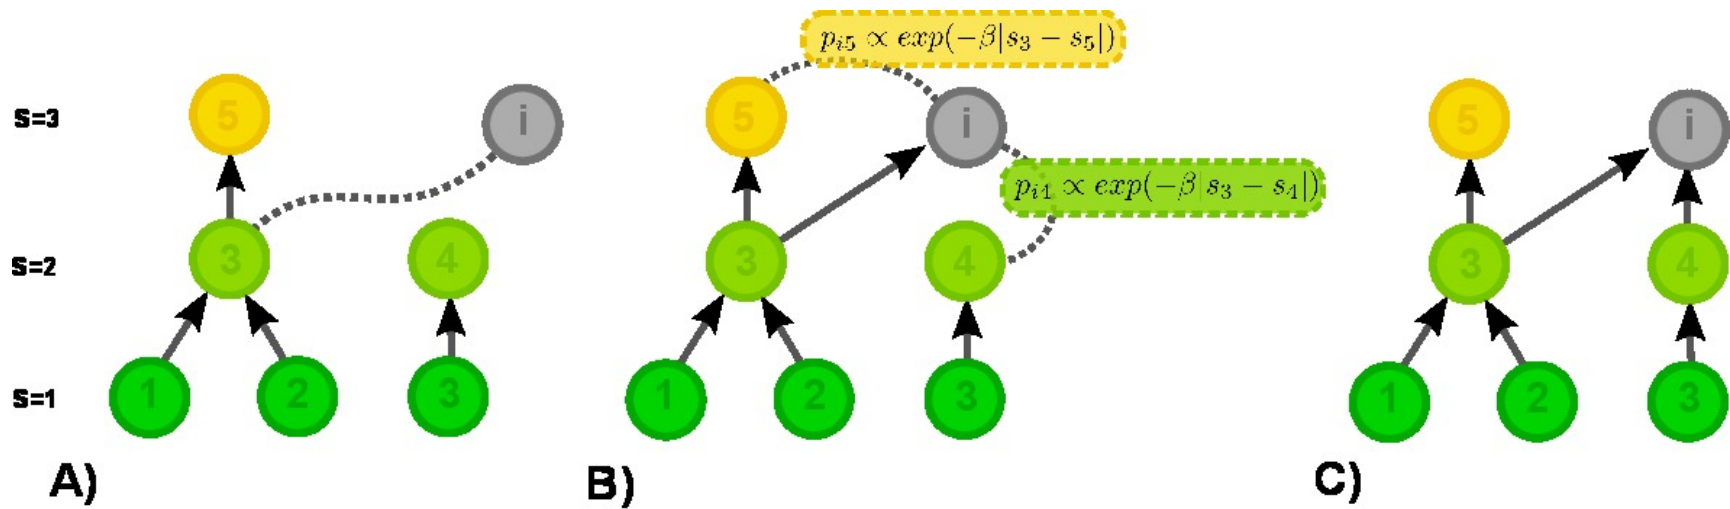 p_{i5} ∝ exp(−β|s_3 − s_5|)
S=3
5
i
5
i
5
i
p_{i4} ∝ exp(−β|s_3 − s_4|)
S=2
3
4
3
4
3
4
S=1
1
2
3
1
2
3
1
2
3
A)
B)
C)